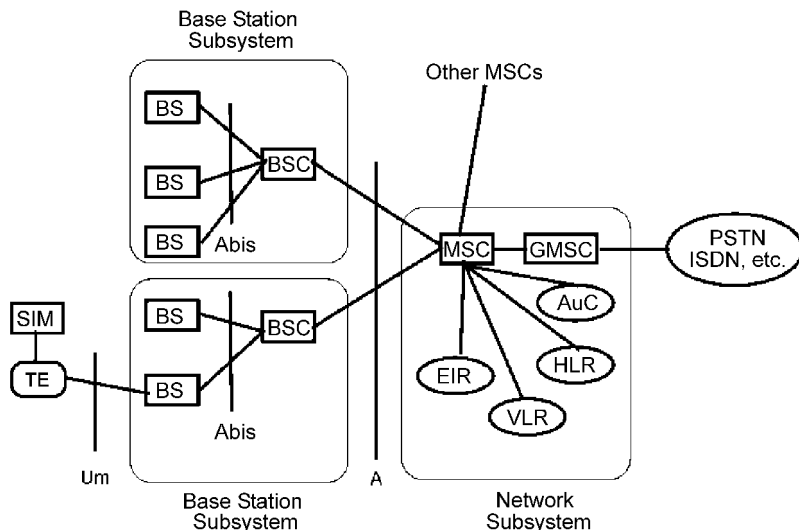 Base Station
Subsystem
Other MSCs
BS
BS
BS
BSC
Abis
MSC
GMSC
PSTN
ISDN, etc.
AuC
HLR
EIR
VLR
SIM
TE
BS
BS
BSC
Abis
Um
A
Base Station
Subsystem
Network
Subsystem